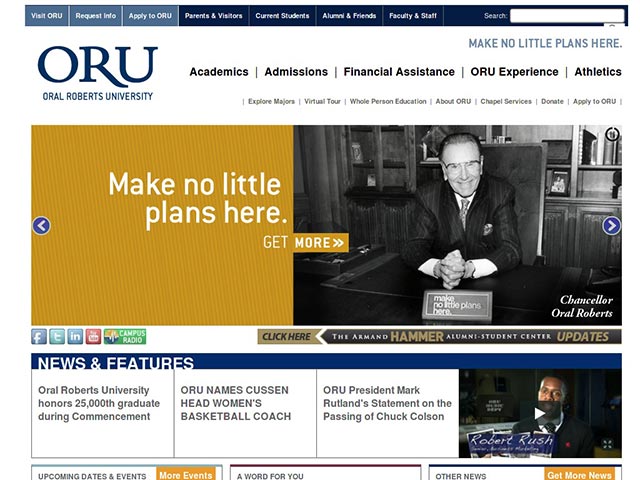 Visit ORU
Request Info
Apply to ORU
Parents & Visitors
Current Students
Alumni & Friends
Faculty & Staff
Search:
ORU
ORAL ROBERTS UNIVERSITY
MAKE NO LITTLE PLANS HERE.
Academics | Admissions | Financial Assistance | ORU Experience | Athletics
| Explore Majors | Virtual Tour | Whole Person Education | About ORU | Chapel Services | Donate | Apply to ORU |
Make no little
plans here.
GET MORE»
make
no little plans
here.
Chancellor
Oral Roberts
CAMPUS
RADIO
CLICK HERE
THE ARMAND HAMMER ALUMNI-STUDENT CENTER UPDATES
NEWS & FEATURES
Oral Roberts University
honors 25,000th graduate
during Commencement
ORU NAMES CUSSEN
HEAD WOMEN'S
BASKETBALL COACH
ORU President Mark
Rutland's Statement on the
Passing of Chuck Colson
Robert Rush
UPCOMING DATES & EVENTS
More Events
A WORD FOR YOU
OTHER NEWS
Get More News